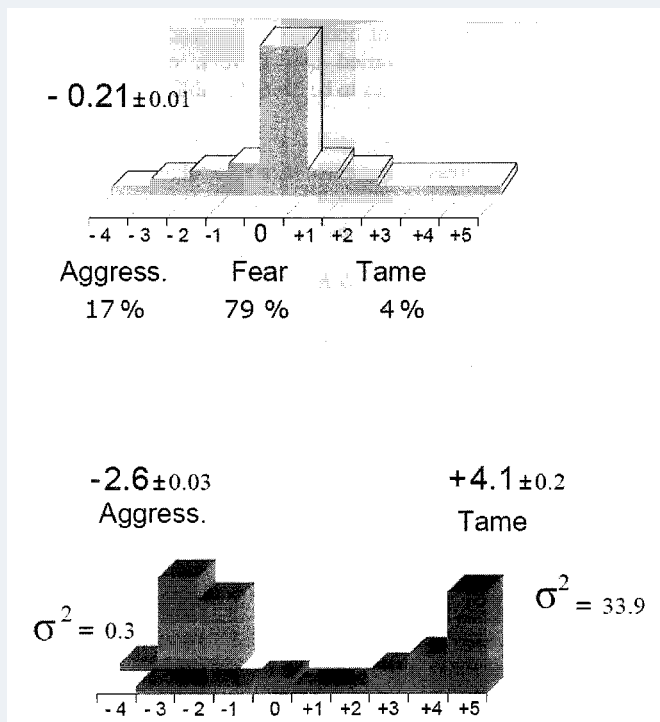 - 0.21±0.01
- 4 - 3 - 2 -1 0 +1 +2 +3 +4 +5
Aggress. Fear Tame
17 % 79 % 4 %
-2.6±0.03 +4.1±0.2
Aggress. Tame
σ² = 0.3 σ² = 33.9
- 4 - 3 - 2 -1 0 +1 +2 +3 +4 +5